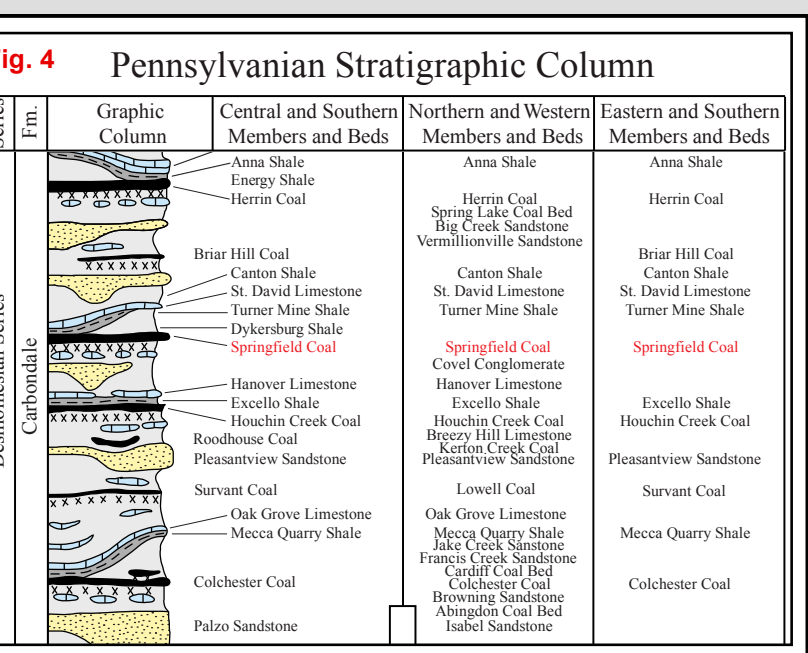 ig. 4
Pennsylvanian Stratigraphic Column
Series
Fm.
Graphic
Column
Central and Southern
Members and Beds
Northern and Western
Members and Beds
Eastern and Southern
Members and Beds
Desmoinesian Series
Carbondale
Anna Shale
Energy Shale
Herrin Coal
Briar Hill Coal
Canton Shale
St. David Limestone
Turner Mine Shale
Dykersburg Shale
Springfield Coal
Hanover Limestone
Excello Shale
Houchin Creek Coal
Roodhouse Coal
Pleasantview Sandstone
Survant Coal
Oak Grove Limestone
Mecca Quarry Shale
Colchester Coal
Palzo Sandstone
Anna Shale
Herrin Coal
Spring Lake Coal Bed
Big Creek Sandstone
Vermillionville Sandstone
Canton Shale
St. David Limestone
Turner Mine Shale
Springfield Coal
Covel Conglomerate
Hanover Limestone
Excello Shale
Houchin Creek Coal
Breezy Hill Limestone
Kerton Creek Coal
Pleasantview Sandstone
Lowell Coal
Oak Grove Limestone
Mecca Quarry Shale
Jake Creek Sanstone
Francis Creek Sandstone
Cardiff Coal Bed
Colchester Coal
Browning Sandstone
Abingdon Coal Bed
Isabel Sandstone
Anna Shale
Herrin Coal
Briar Hill Coal
Canton Shale
St. David Limestone
Turner Mine Shale
Springfield Coal
Excello Shale
Houchin Creek Coal
Pleasantview Sandstone
Survant Coal
Mecca Quarry Shale
Colchester Coal